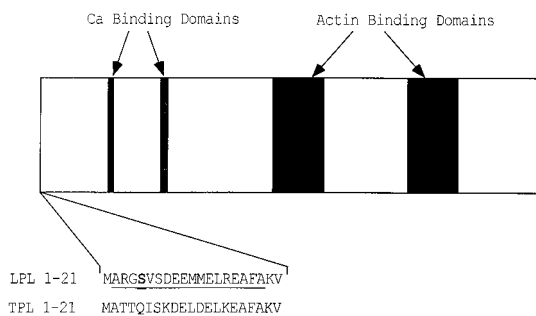 Ca Binding Domains
Actin Binding Domains
LPL 1-21 MARGSVSDEEMMELREAFAKV
TPL 1-21 MATTQISKDELDELKEAFAKV